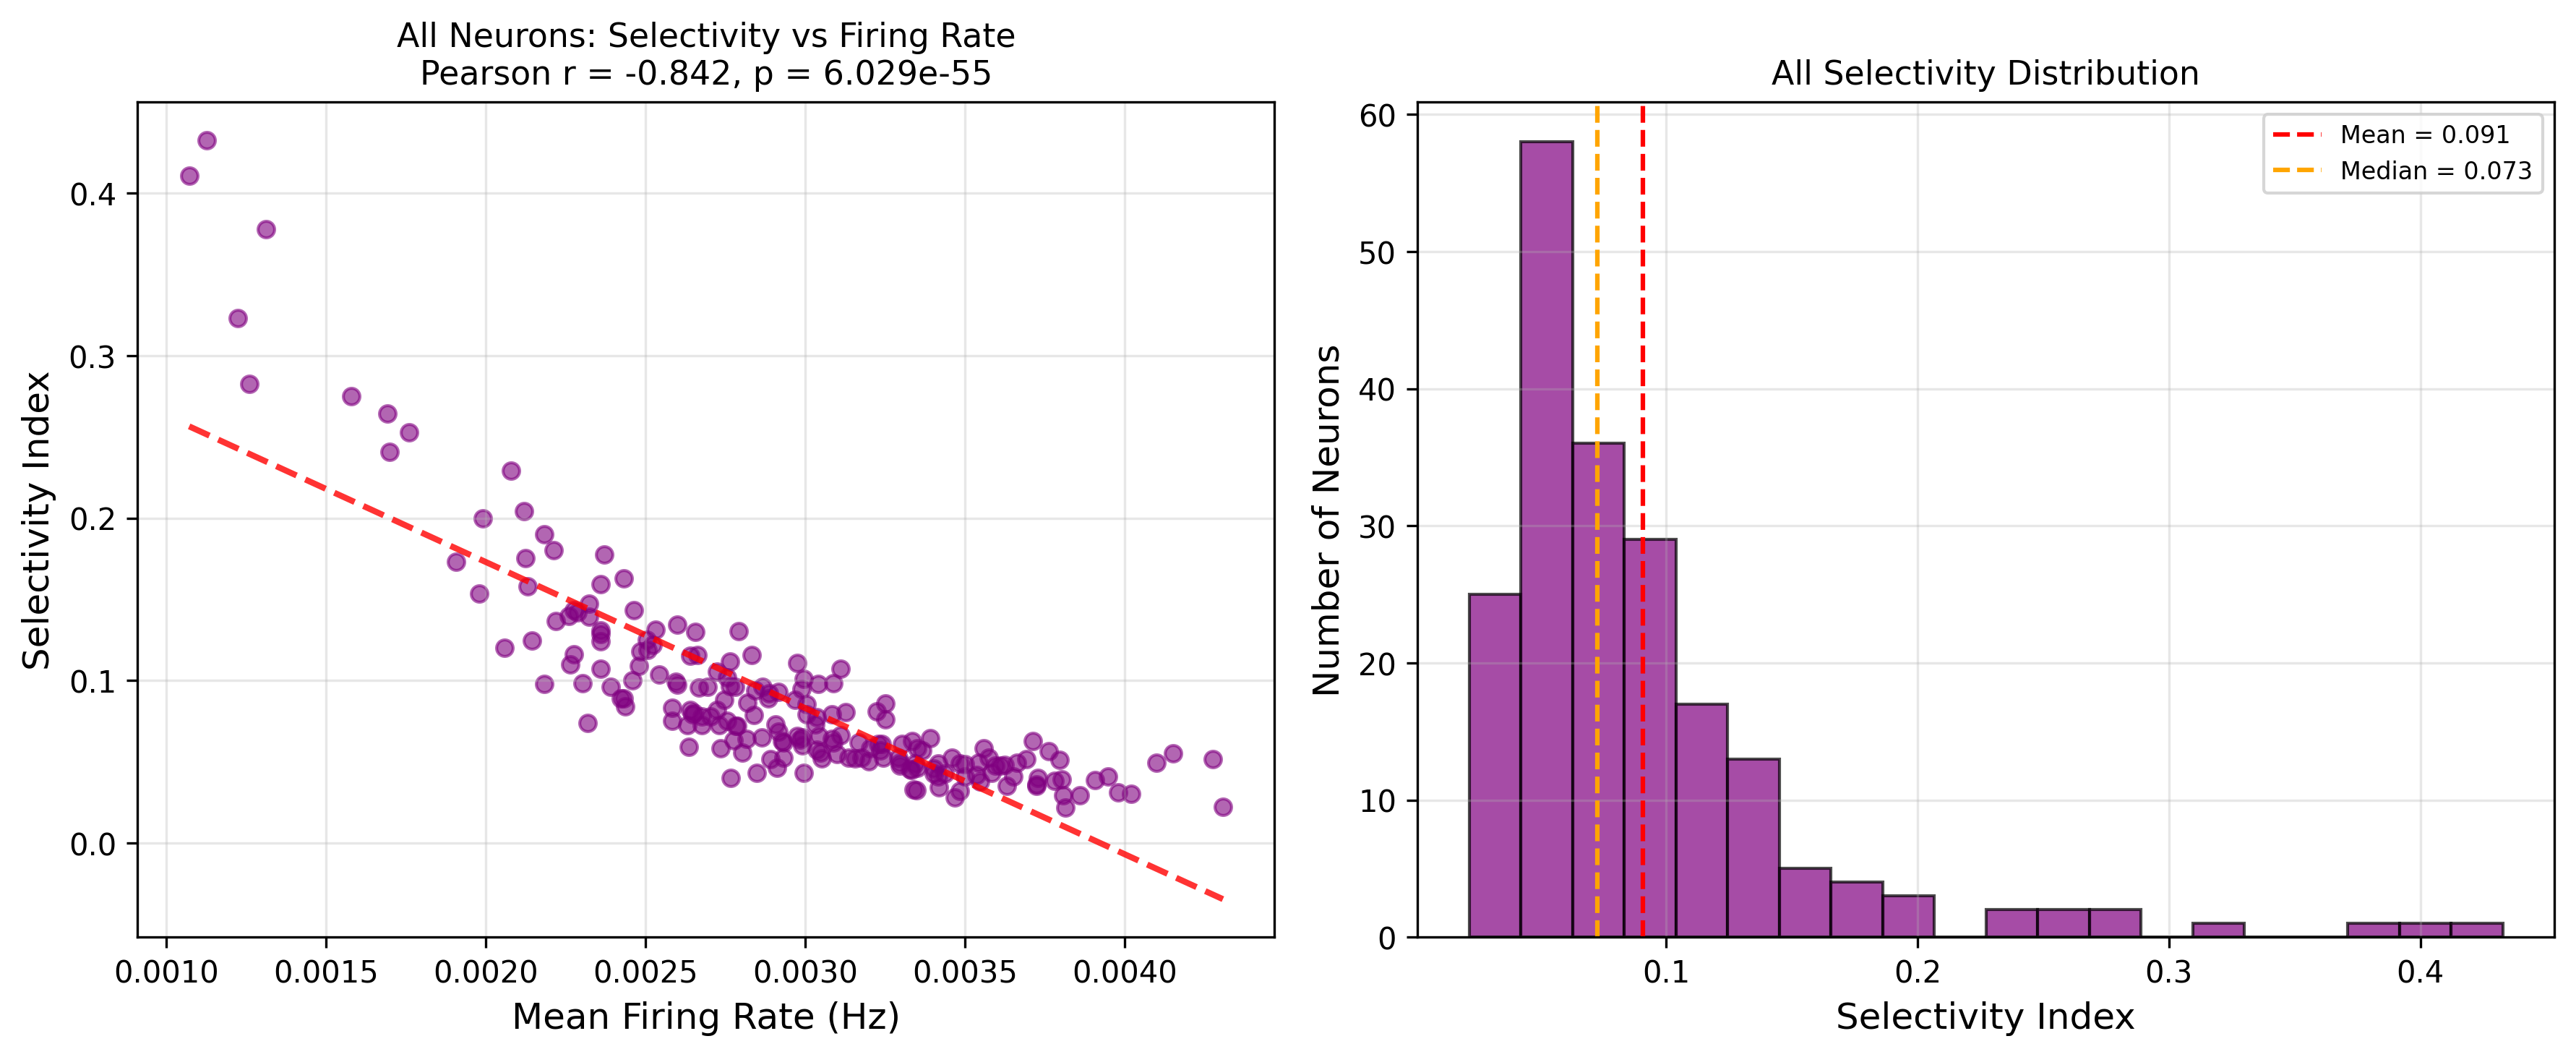 All Neurons: Selectivity vs Firing Rate
Pearson r = -0.842, p = 6.029e-55
Selectivity Index
0.4
0.3
0.2
0.1
0.0
0.0010 0.0015 0.0020 0.0025 0.0030 0.0035 0.0040
Mean Firing Rate (Hz)
All Selectivity Distribution
Mean = 0.091
Median = 0.073
Number of Neurons
60
50
40
30
20
10
0
0.1 0.2 0.3 0.4
Selectivity Index